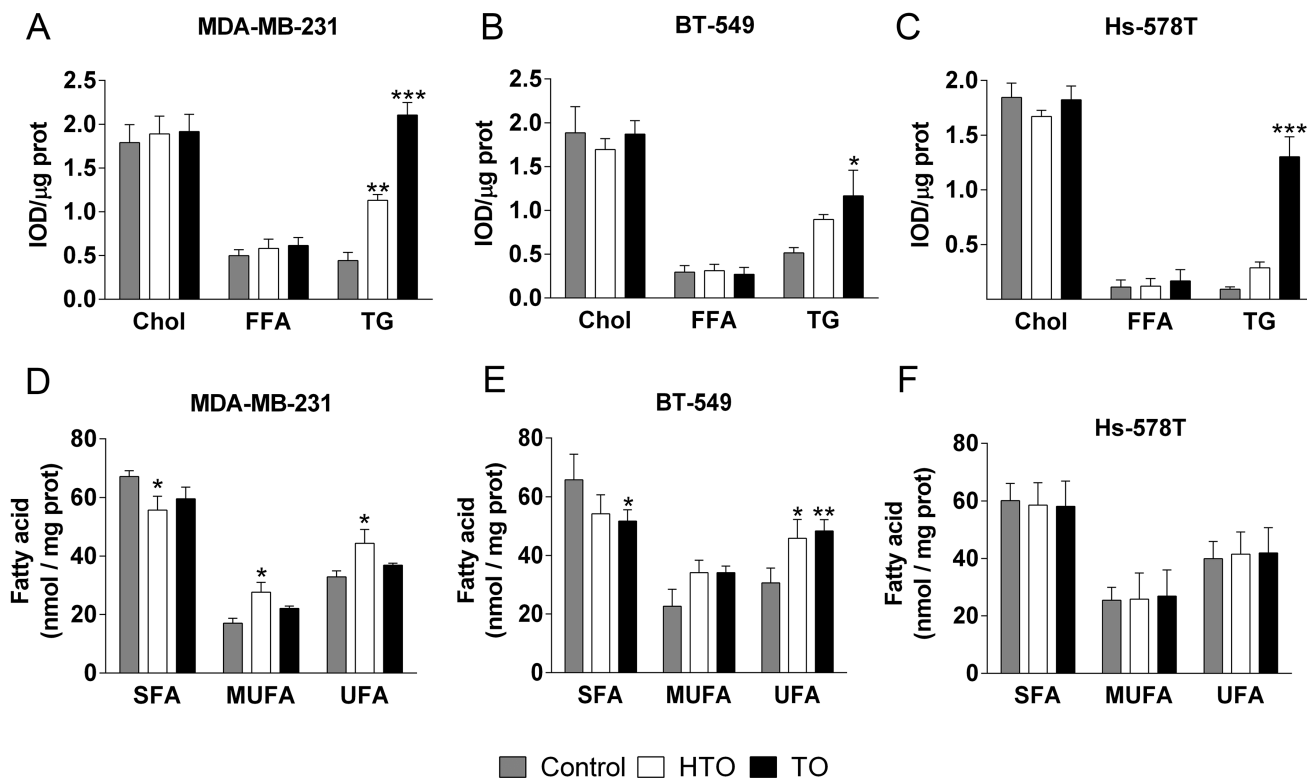 A
MDA-MB-231
IOD/μg prot
2.5
2.0
1.5
1.0
0.5
0.0
**
***
Chol FFA TG
B
BT-549
IOD/μg prot
2.5
2.0
1.5
1.0
0.5
0.0
*
Chol FFA TG
C
Hs-578T
IOD/μg prot
2.0
1.5
1.0
0.5
***
Chol FFA TG
D
MDA-MB-231
Fatty acid
(nmol / mg prot)
80
60
40
20
0
*
*
*
SFA MUFA UFA
E
BT-549
Fatty acid
(nmol / mg prot)
80
60
40
20
0
*
* **
SFA MUFA UFA
F
Hs-578T
Fatty acid
(nmol / mg prot)
80
60
40
20
0
SFA MUFA UFA
Control HTO TO